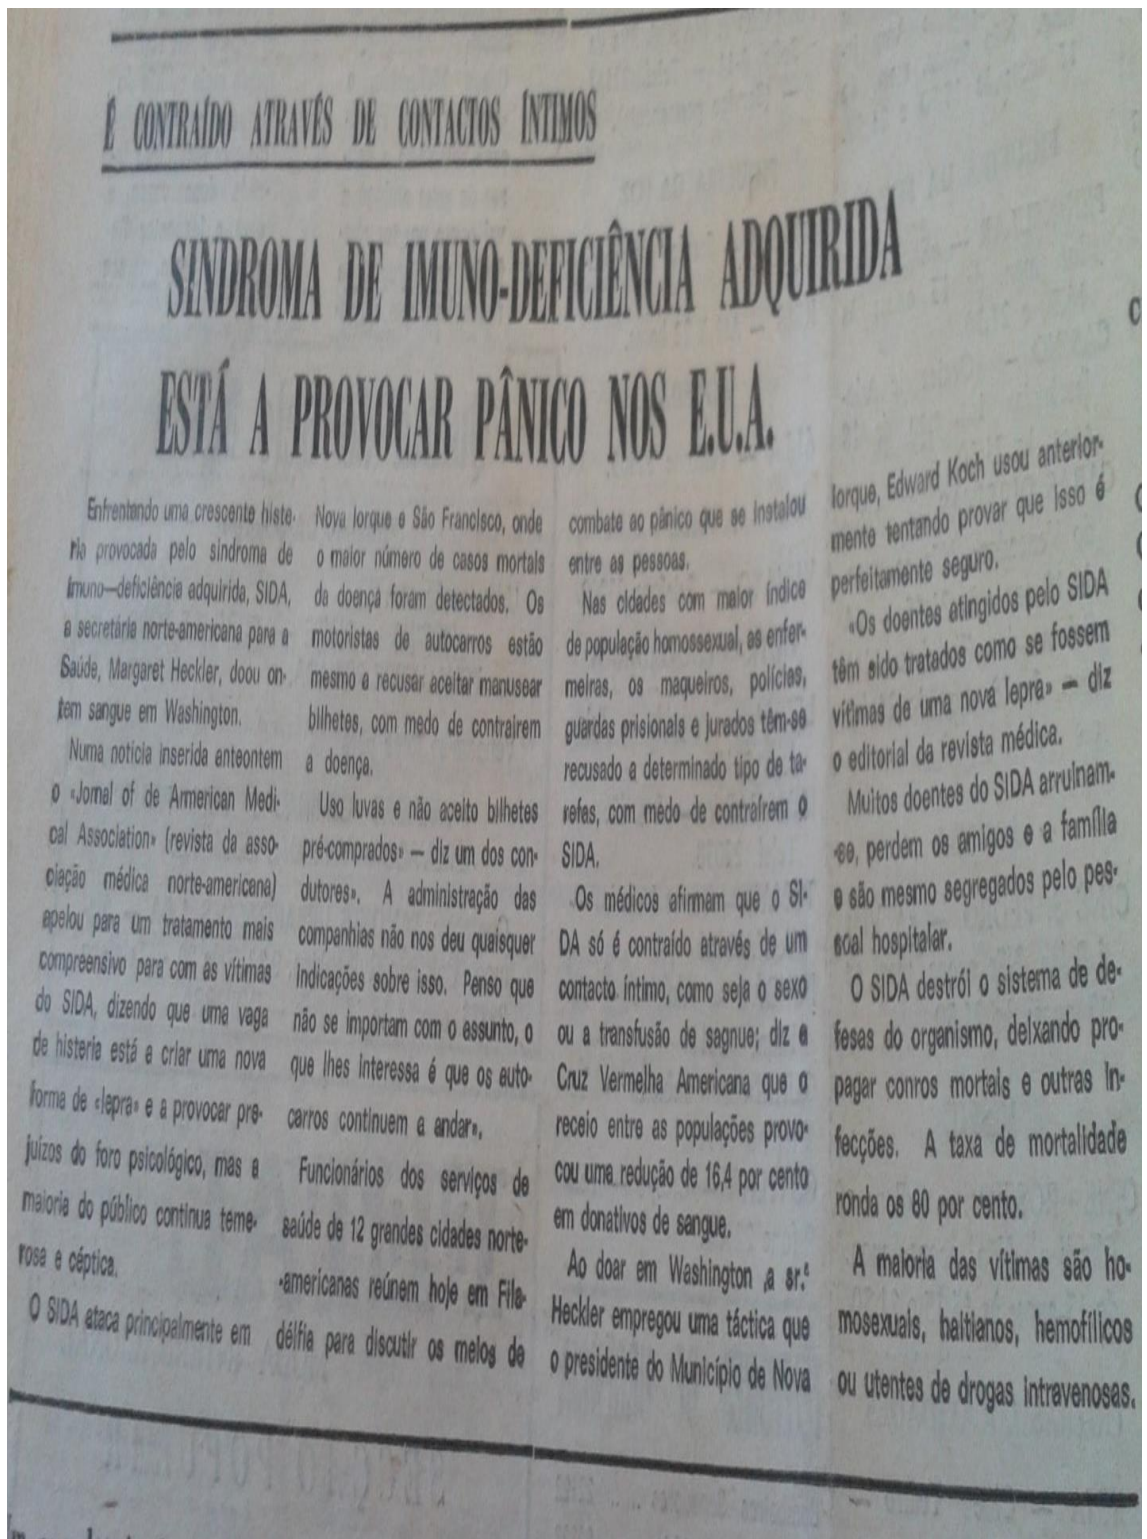 É CONTRAÍDO ATRAVÉS DE CONTACTOS ÍNTIMOS
SINDROMA DE IMUNO-DEFICIÊNCIA ADQUIRIDA
ESTÁ A PROVOCAR PÂNICO NOS E.U.A.
Enfrentando uma crescente histe-
ria provocada pelo sindroma de
imuno—deficiência adquirida, SIDA,
a secretária norte-americana para a
Saúde, Margaret Heckler, doou on-
tem sangue em Washington.
Numa notícia inserida anteontem
o «Jornal of de Armerican Medi-
cal Association» (revista da asso-
ciação médica norte-americana)
apelou para um tratamento mais
compreensivo para com as vítimas
do SIDA, dizendo que uma vaga
de histeria está a criar uma nova
forma de «lepra» e a provocar pre-
juízos do foro psicológico, mas a
maioria do público continua teme-
rosa e céptica.
O SIDA ataca principalmente em
Nova Iorque e São Francisco, onde
o maior número de casos mortais
da doença foram detectados. Os
motoristas de autocarros estão
mesmo a recusar aceitar manusear
bilhetes, com medo de contrairem
a doença.
Uso luvas e não aceito bilhetes
pré-comprados» — diz um dos con-
dutores». A administração das
companhias não nos deu quaisquer
indicações sobre isso. Penso que
não se importam com o assunto, o
que lhes interessa é que os auto-
carros continuem a andar».
Funcionários dos serviços de
saúde de 12 grandes cidades norte-
-americanas reúnem hoje em Fila-
délfia para discutir os meios de
combate ao pânico que se instalou
entre as pessoas.
Nas cidades com maior índice
de população homossexual, as enfer-
meiras, os maqueiros, polícias,
guardas prisionais e jurados têm-se
recusado a determinado tipo de ta-
refas, com medo de contraírem o
SIDA.
Os médicos afirmam que o SI-
DA só é contraído através de um
contacto íntimo, como seja o sexo
ou a transfusão de sagnue; diz a
Cruz Vermelha Americana que o
receio entre as populações provo-
cou uma redução de 16,4 por cento
em donativos de sangue.
Ao doar em Washington ,a sr.ª
Heckler empregou uma táctica que
o presidente do Município de Nova
Iorque, Edward Koch usou anterior-
mente tentando provar que isso é
perfeitamente seguro.
«Os doentes atingidos pelo SIDA
têm sido tratados como se fossem
vítimas de uma nova lepra» — diz
o editorial da revista médica.
Muitos doentes do SIDA arruinam-
-se, perdem os amigos e a família
e são mesmo segregados pelo pes-
soal hospitalar.
O SIDA destrói o sistema de de-
fesas do organismo, deixando pro-
pagar conros mortais e outras in-
fecções. A taxa de mortalidade
ronda os 80 por cento.
A maioria das vítimas são ho-
mosexuais, haitianos, hemofílicos
ou utentes de drogas intravenosas.